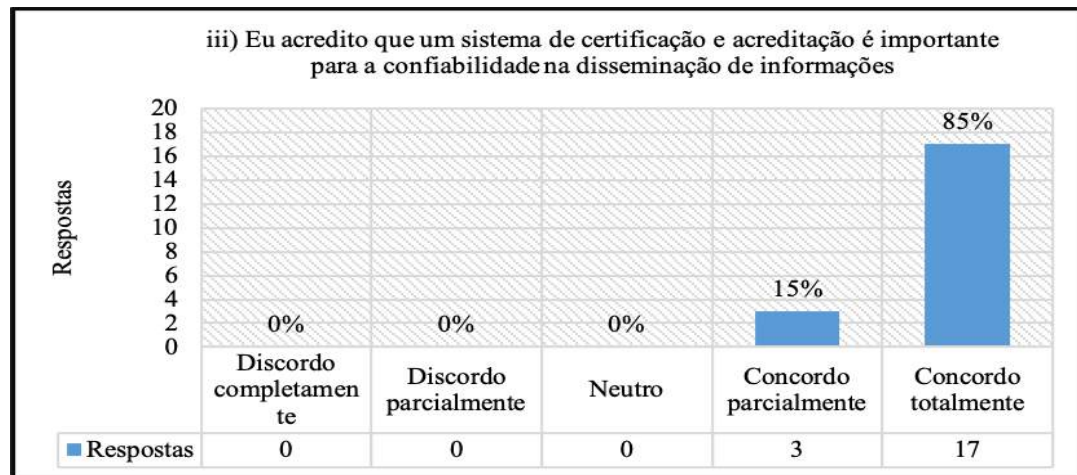 iii) Eu acredito que um sistema de certificação e acreditação é importante
para a confiabilidade na disseminação de informações
Respostas
20
18
16
14
12
10
8
6
4
2
0
0%
0%
0%
15%
85%
Discordo
completamen
te
Discordo
parcialmente
Neutro
Concordo
parcialmente
Concordo
totalmente
Respostas 0 0 0 3 17